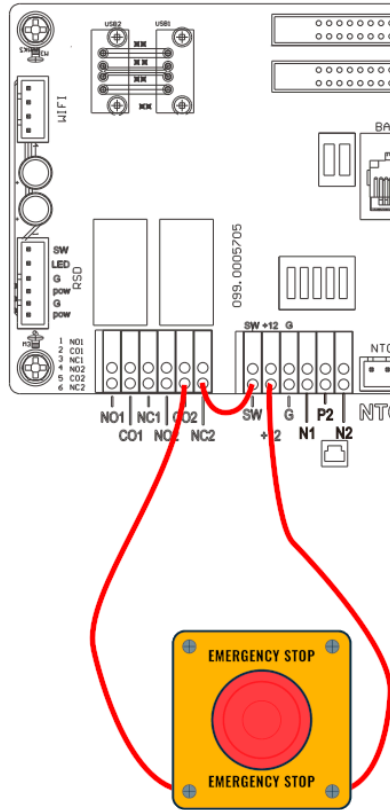 USB2 USB1
M3
WIFI
BA
SW
LED
G
pow
G
pow
RSD
099.0005705
M3
1 NO1
2 CO1
3 NC1
4 NO2
5 CO2
6 NC2
SW +12 G
NTC
NO1 NC1 CO2
CO1 NO2 NC2
SW G P2
+12 N1 N2
NTC
EMERGENCY STOP
EMERGENCY STOP